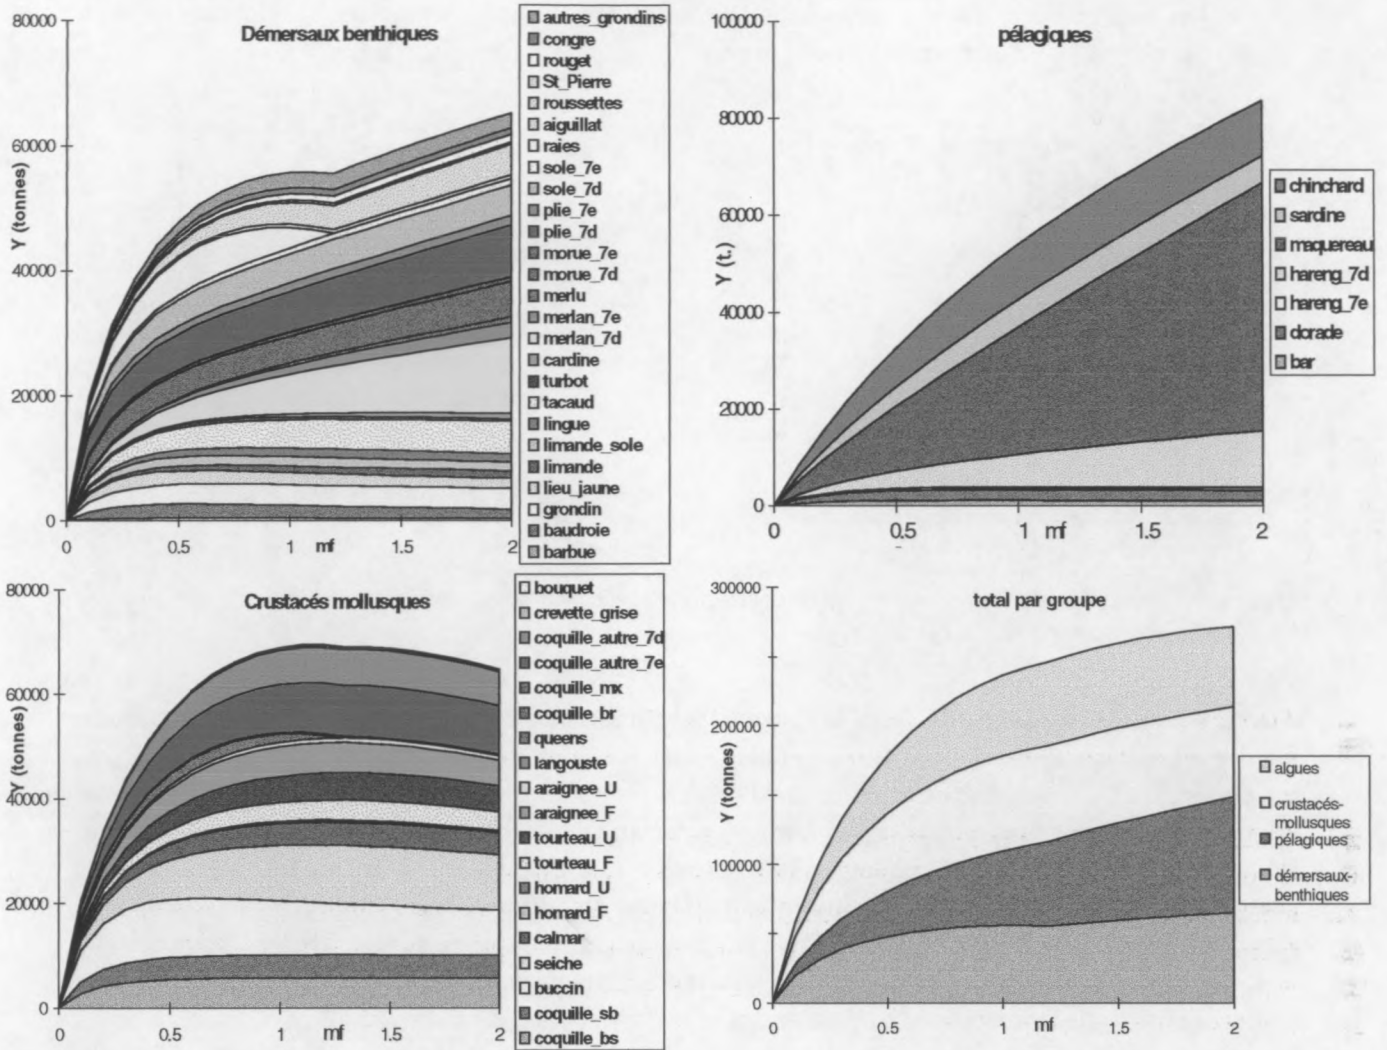 Démersaux benthiques
80000
60000
40000
20000
0
Y (tonnes)
0
0.5
1
1.5
2
mf
autres_grondins
congre
rouget
St_Pierre
roussettes
aiguillat
raies
sole_7e
sole_7d
plie_7e
plie_7d
morue_7e
morue_7d
merlu
merlan_7e
merlan_7d
cardine
turbot
tacaud
lingue
limande_sole
limande
lieu_jaune
grondin
baudroie
barbue
pélagiques
100000
80000
60000
40000
20000
0
Y (t.)
0
0.5
1
1.5
2
mf
chinchard
sardine
maquereau
hareng_7d
hareng_7e
dorade
bar
Crustacés mollusques
80000
60000
40000
20000
0
Y (tonnes)
0
0.5
1
1.5
2
mf
bouquet
crevette_grise
coquille_autre_7d
coquille_autre_7e
coquille_mx
coquille_br
queens
langouste
araignee_U
araignee_F
tourteau_U
tourteau_F
homard_U
homard_F
calmar
seiche
buccin
coquille_sb
coquille_bs
total par groupe
300000
200000
100000
0
Y (tonnes)
0
0.5
1
1.5
2
mf
algues
crustacés-
mollusques
pélagiques
démersaux-
benthiques